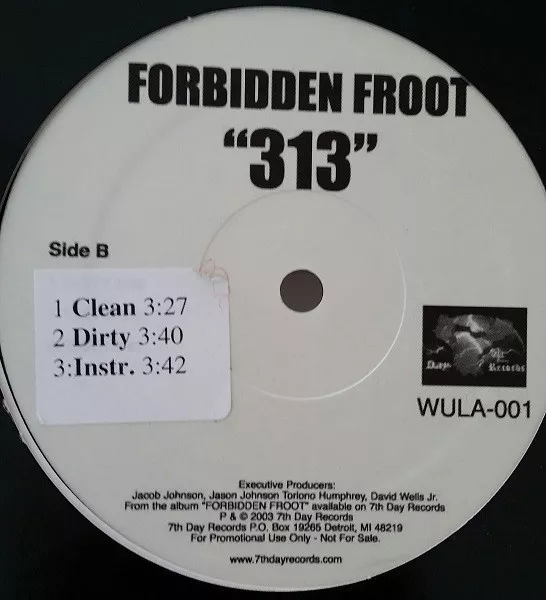 FORBIDDEN FROOT
“313”
Side B
1 Clean 3:27
2 Dirty 3:40
3:Instr. 3:42
Day
Records
WULA-001
Executive Producers:
Jacob Johnson, Jason Johnson Toriono Humphrey, David Wells Jr.
From the album "FORBIDDEN FROOT" available on 7th Day Records
P & © 2003 7th Day Records
7th Day Records P.O. Box 19265 Detroit, MI 48219
For Promotional Use Only - Not For Sale.
www.7thdayrecords.com